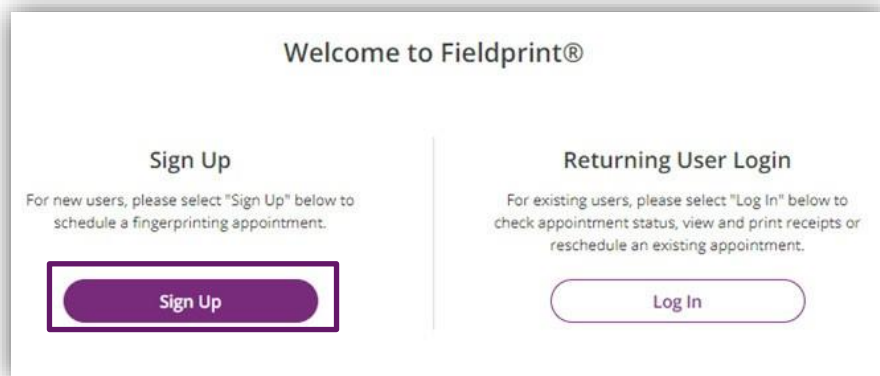 Welcome to Fieldprint®
Sign Up
For new users, please select "Sign Up" below to
schedule a fingerprinting appointment.
Sign Up
Returning User Login
For existing users, please select "Log In" below to
check appointment status, view and print receipts or
reschedule an existing appointment.
Log In